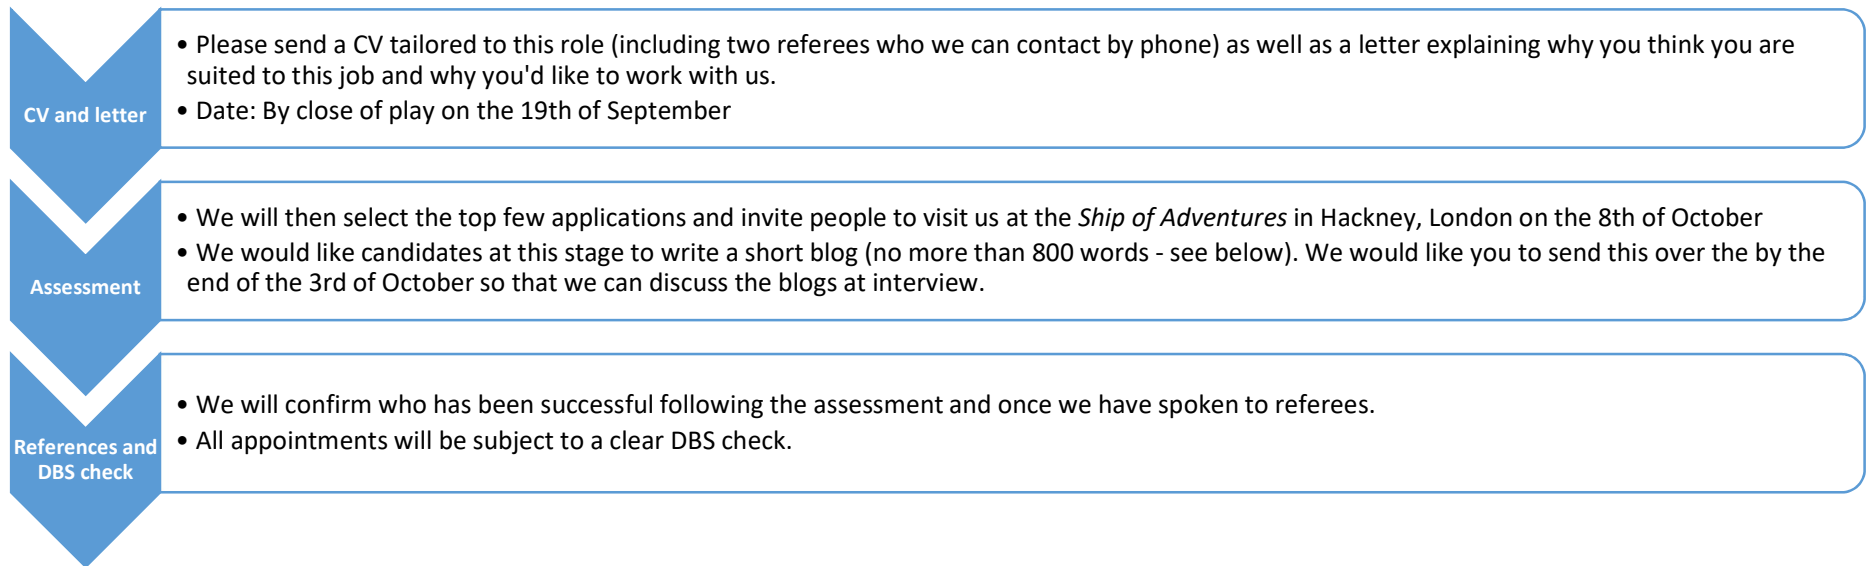 CV and letter
• Please send a CV tailored to this role (including two referees who we can contact by phone) as well as a letter explaining why you think you are
suited to this job and why you'd like to work with us.
• Date: By close of play on the 19th of September
Assessment
• We will then select the top few applications and invite people to visit us at the Ship of Adventures in Hackney, London on the 8th of October
• We would like candidates at this stage to write a short blog (no more than 800 words - see below). We would like you to send this over the by the
end of the 3rd of October so that we can discuss the blogs at interview.
References and
DBS check
• We will confirm who has been successful following the assessment and once we have spoken to referees.
• All appointments will be subject to a clear DBS check.